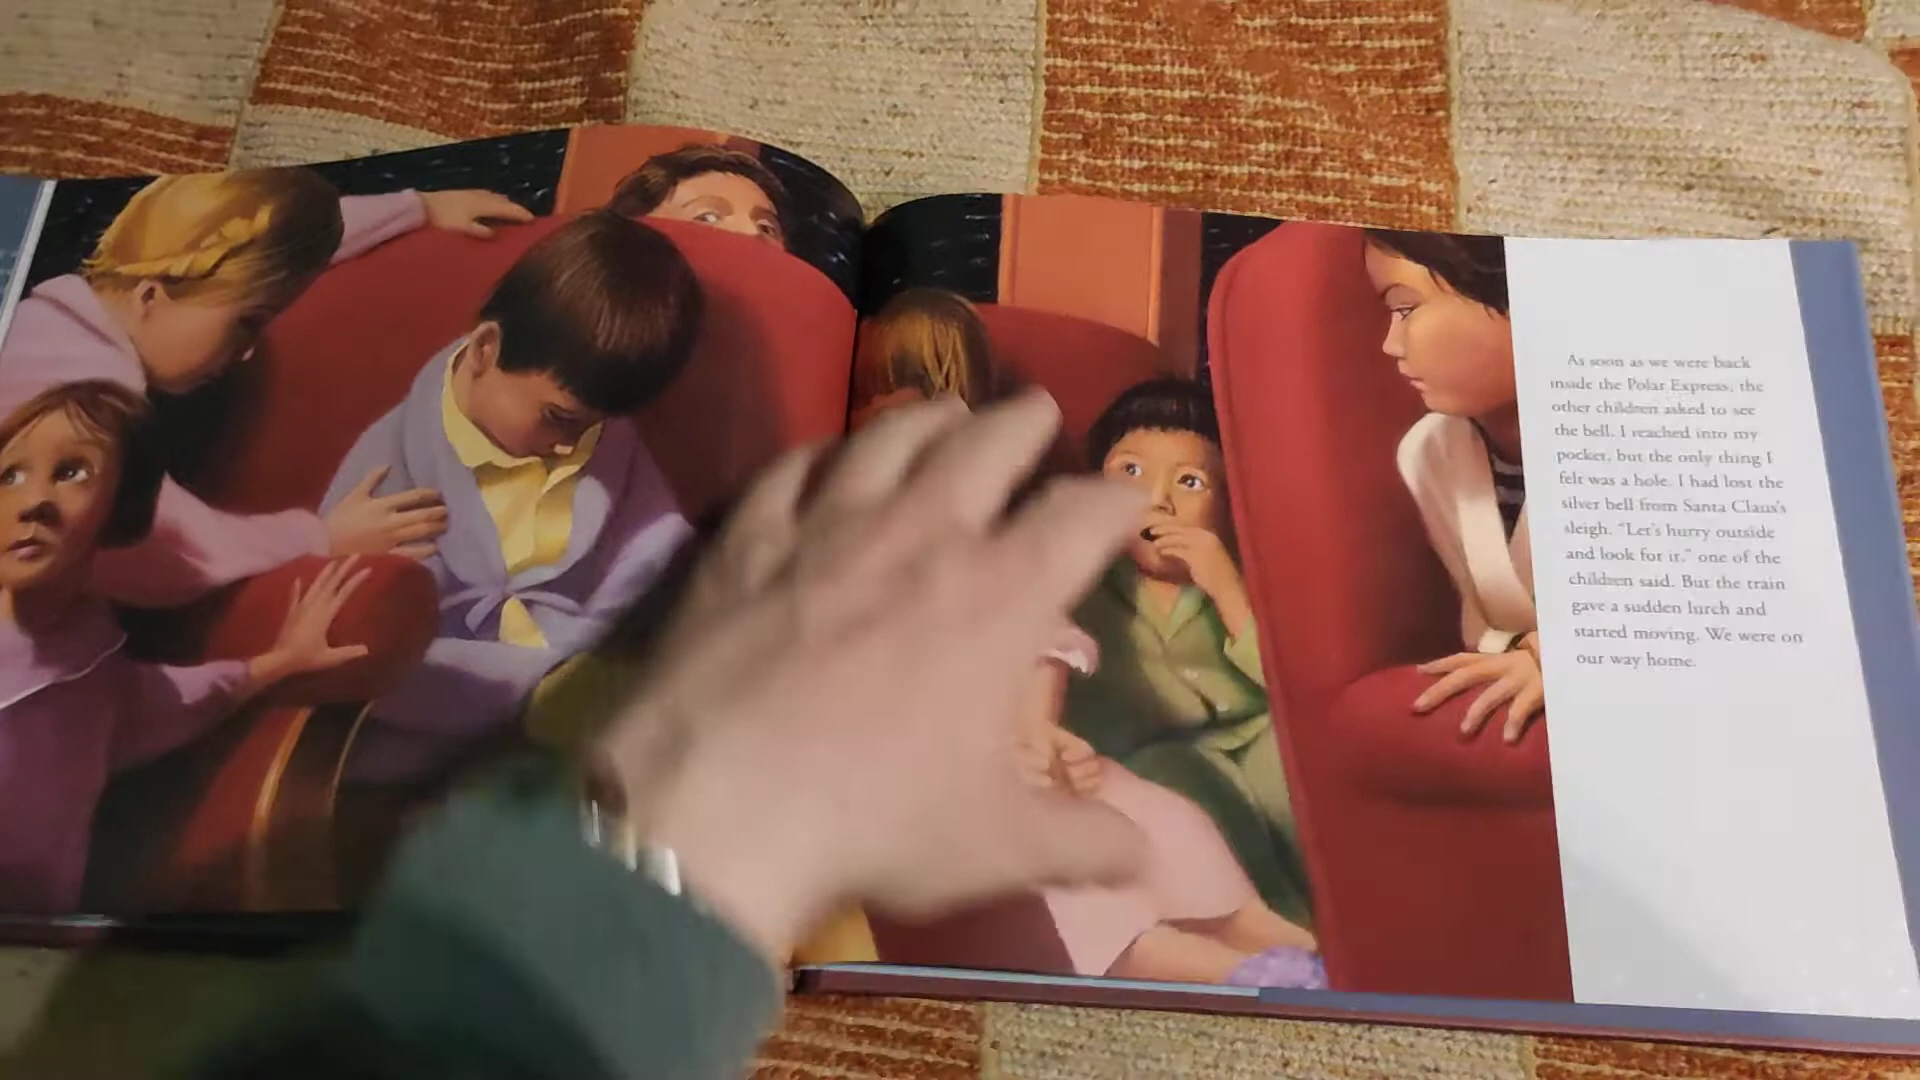 As soon as we were back
inside the Polar Express, the
other children asked to see
the bell. I reached into my
pocket, but the only thing I
felt was a hole. I had lost the
silver bell from Santa Claus's
sleigh. "Let's hurry outside
and look for it," one of the
children said. But the train
gave a sudden lurch and
started moving. We were on
our way home.